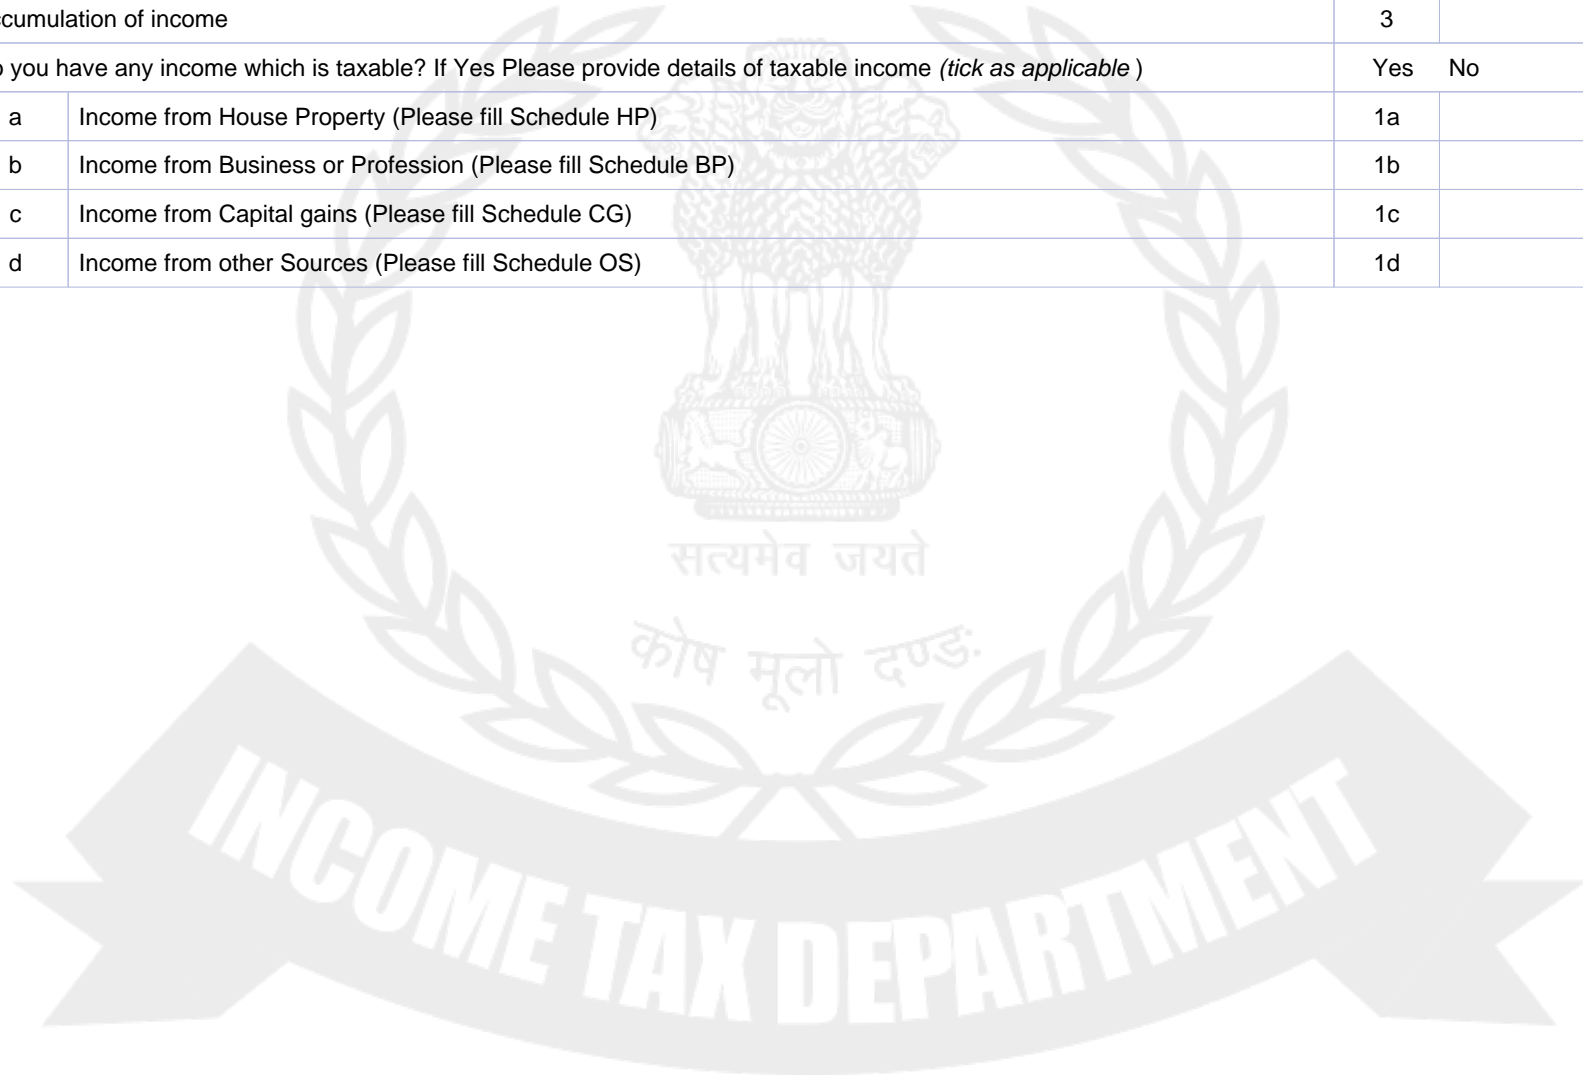 ccumulation of income 3
o you have any income which is taxable? If Yes Please provide details of taxable income (tick as applicable ) Yes No
a Income from House Property (Please fill Schedule HP) 1a
b Income from Business or Profession (Please fill Schedule BP) 1b
c Income from Capital gains (Please fill Schedule CG) 1c
d Income from other Sources (Please fill Schedule OS) 1d
सत्यमेव जयते
कोष मूलो दण्डः
INCOME TAX DEPARTMENT